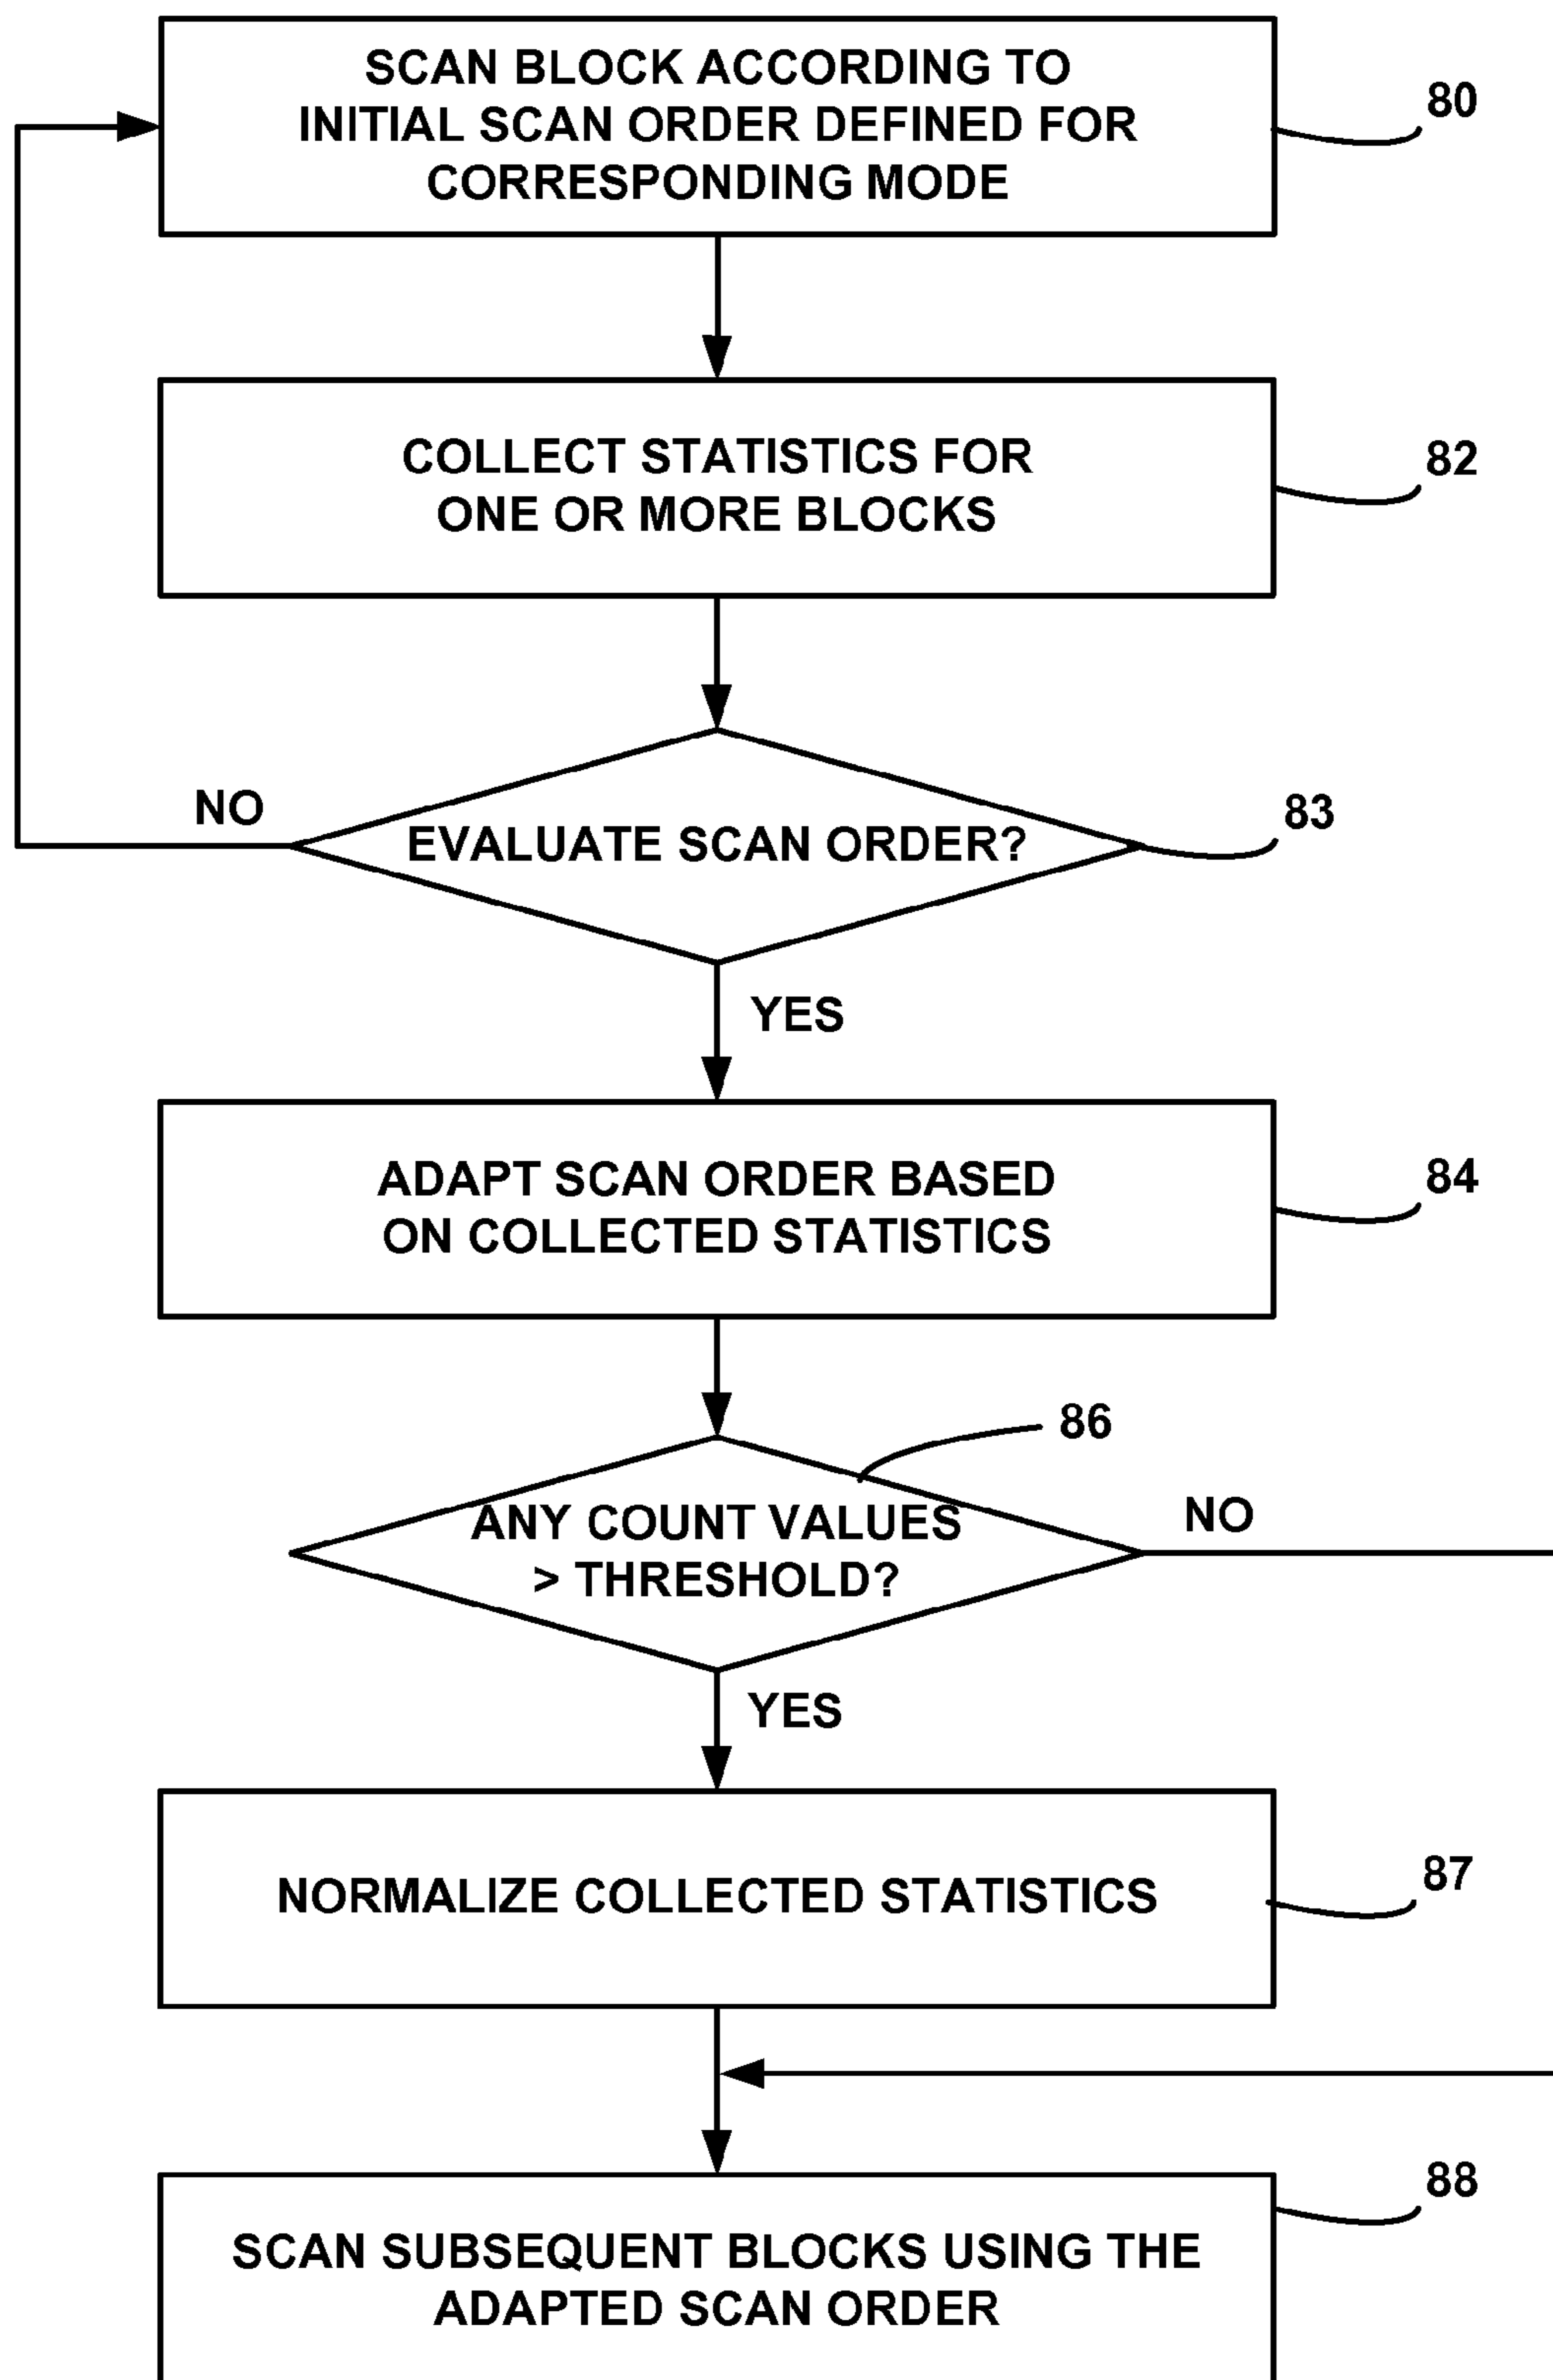 SCAN BLOCK ACCORDING TO
INITIAL SCAN ORDER DEFINED FOR
CORRESPONDING MODE
80
COLLECT STATISTICS FOR
ONE OR MORE BLOCKS
82
NO
EVALUATE SCAN ORDER?
83
YES
ADAPT SCAN ORDER BASED
ON COLLECTED STATISTICS
84
86
ANY COUNT VALUES
> THRESHOLD?
NO
YES
NORMALIZE COLLECTED STATISTICS
87
88
SCAN SUBSEQUENT BLOCKS USING THE
ADAPTED SCAN ORDER